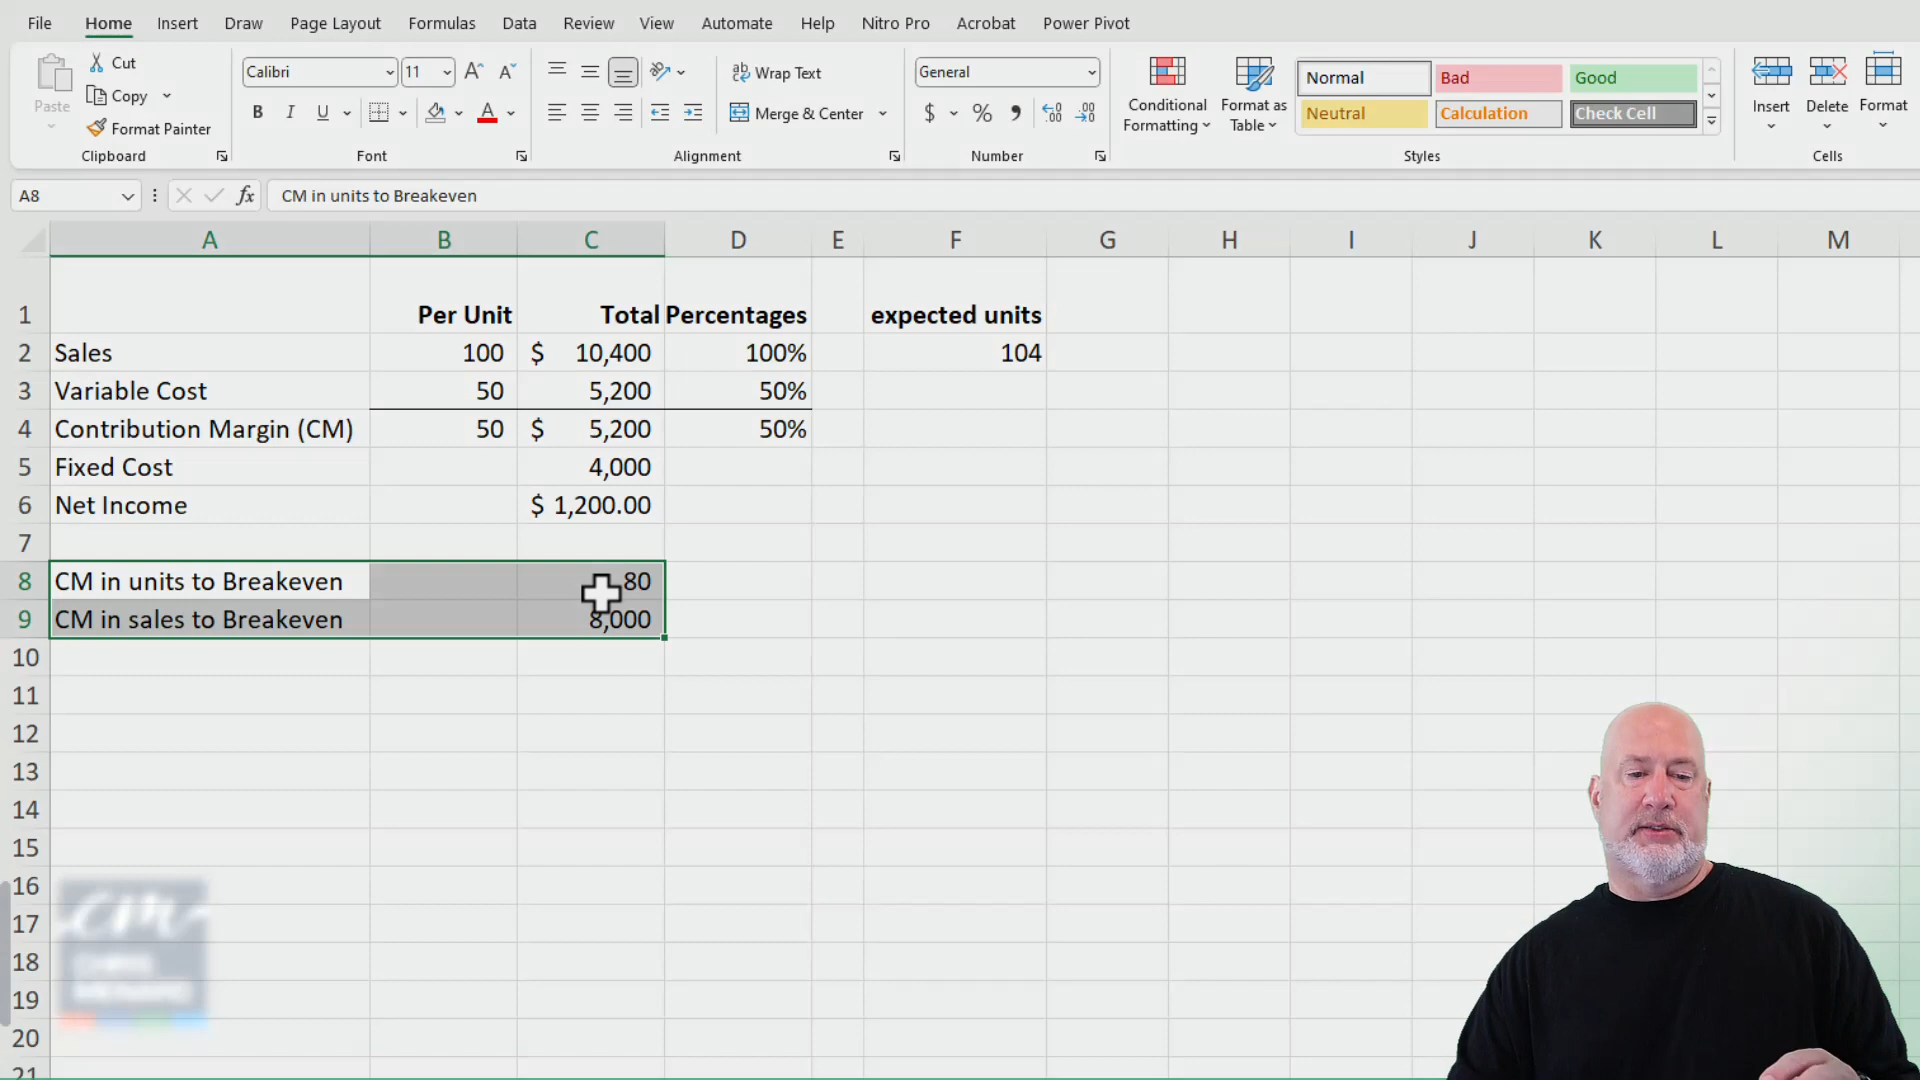 File Home Insert Draw Page Layout Formulas Data Review View Automate Help Nitro Pro Acrobat Power Pivot
Paste
Cut
Copy
Format Painter
Clipboard
Calibri 11
B I U
Font
Wrap Text
Merge & Center
Alignment
General
$ % ,
Number
Conditional Formatting
Format as Table
Normal Bad Good
Neutral Calculation Check Cell
Styles
Insert Delete Format
Cells
A8 fx CM in units to Breakeven
A B C D E F G H I J K L M
1 Per Unit Total Percentages expected units
2 Sales 100 $ 10,400 100% 104
3 Variable Cost 50 5,200 50%
4 Contribution Margin (CM) 50 $ 5,200 50%
5 Fixed Cost 4,000
6 Net Income $ 1,200.00
7
8 CM in units to Breakeven 80
9 CM in sales to Breakeven 8,000
10
11
12
13
14
15
16
17
18
19
20
21
cm
CHRIS
MENARD